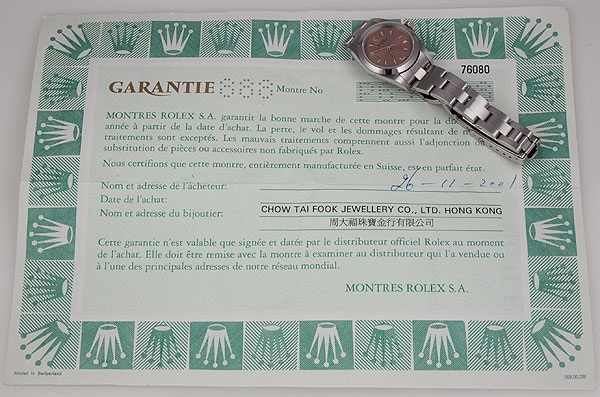 76080
GARANTIE 888 Montre No
MONTRES ROLEX S.A. garantit la bonne marche de cette montre pour la
année à partir de la date d'achat. La perte, le vol et les dommages résultant de
traitements sont exceptés. Les mauvais traitements comprennent aussi l'adjonction
substitution de pièces ou accessoires non fabriqués par Rolex.
Nous certifions que cette montre, entièrement manufacturée en Suisse, est en parfait état.
Nom et adresse de l'acheteur:
26-11-2001
Date de l'achat:
CHOW TAI FOOK JEWELLERY CO., LTD. HONG KONG
Nom et adresse du bijoutier:
周大福珠寶金行有限公司
Cette garantie n'est valable que signée et datée par le distributeur officiel Rolex au moment
de l'achat. Elle doit être remise avec la montre à examiner au distributeur qui l'a vendue ou
à l'une des principales adresses de notre réseau mondial.
MONTRES ROLEX S.A.
Printed in Switzerland
568.00.2W